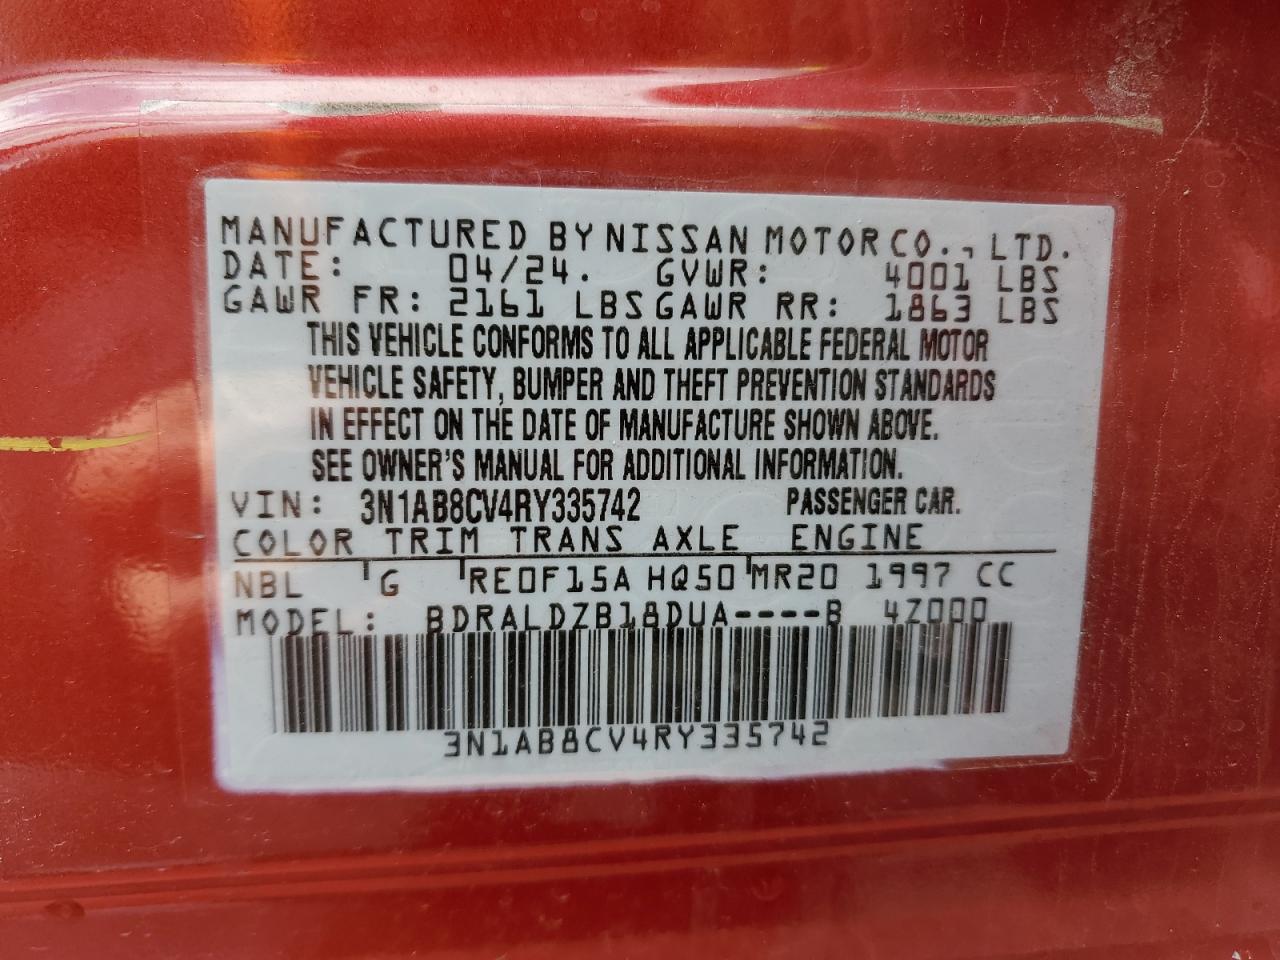 MANUFACTURED BY NISSAN MOTOR CO., LTD.
DATE: 04/24. GVWR: 4001 LBS
GAWR FR: 2161 LBS GAWR RR: 1863 LBS
THIS VEHICLE CONFORMS TO ALL APPLICABLE FEDERAL MOTOR
VEHICLE SAFETY, BUMPER AND THEFT PREVENTION STANDARDS
IN EFFECT ON THE DATE OF MANUFACTURE SHOWN ABOVE.
SEE OWNER'S MANUAL FOR ADDITIONAL INFORMATION.
VIN: 3N1AB8CV4RY335742 PASSENGER CAR.
COLOR TRIM TRANS AXLE ENGINE
NBL G RE0F15A HQ50 MR20 1997 CC
MODEL: BDRALDZB18DUA----B 4Z000
3N1AB8CV4RY335742